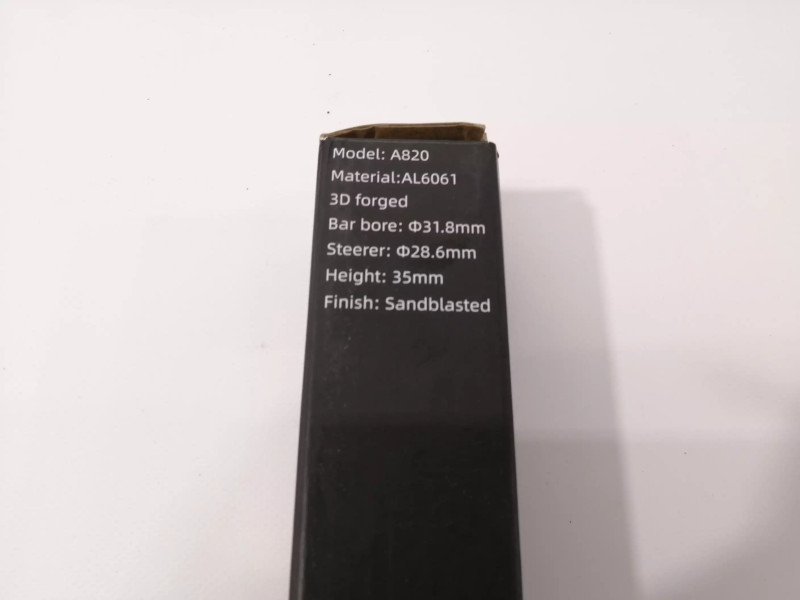 Model: A820
Material:AL6061
3D forged
Bar bore: Φ31.8mm
Steerer: Φ28.6mm
Height: 35mm
Finish: Sandblasted